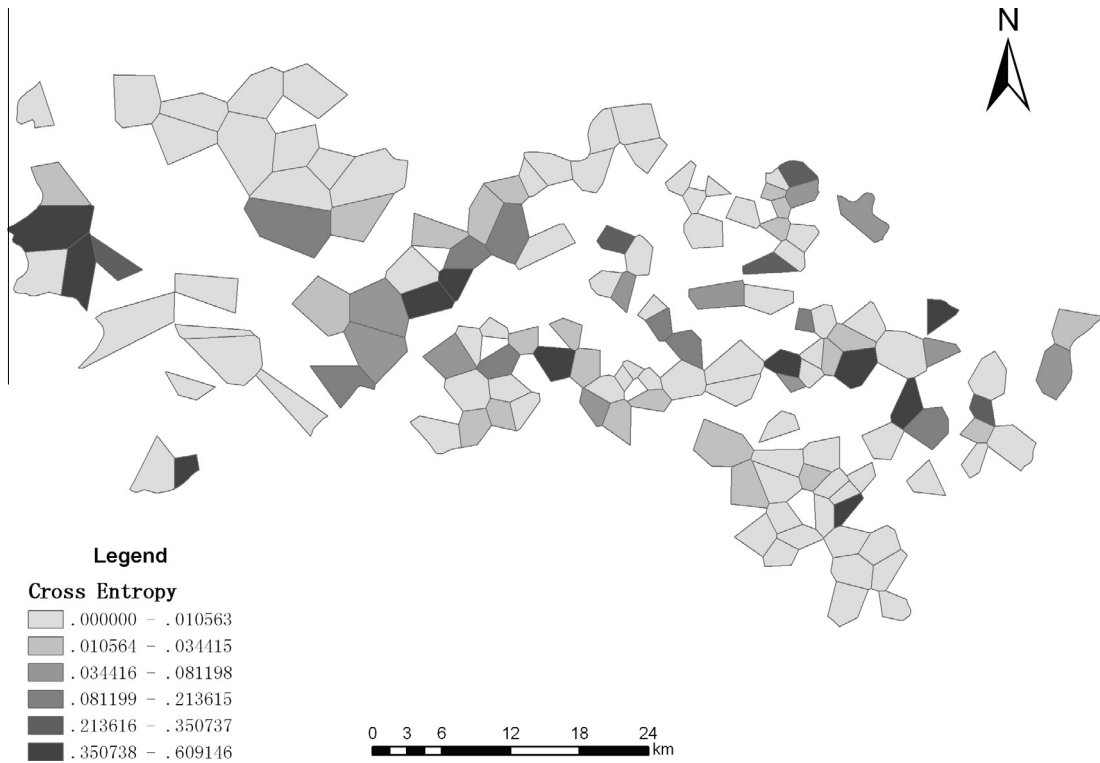 N
Legend
Cross Entropy
.000000 - .010563
.010564 - .034415
.034416 - .081198
.081199 - .213615
.213616 - .350737
.350738 - .609146
0 3 6 12 18 24
km